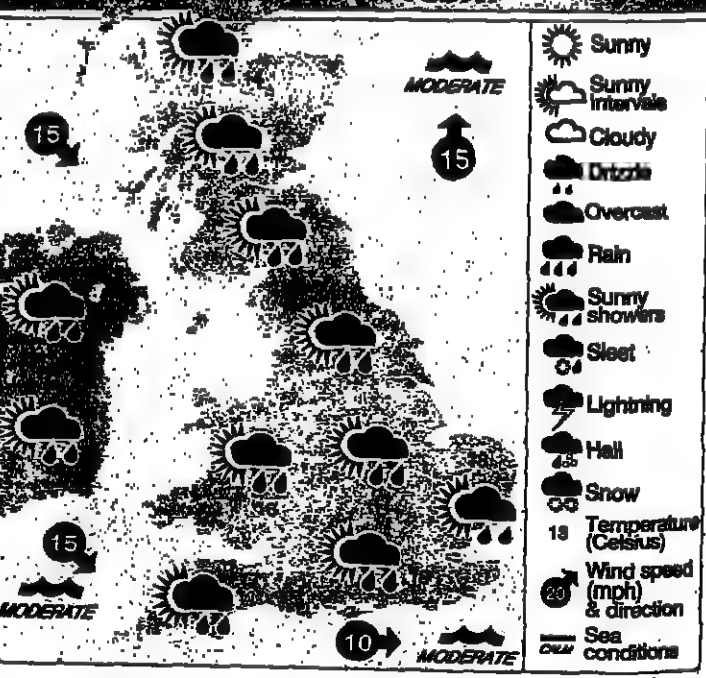 MODERATE
15
15
15
MODERATE
10
MODERATE
Sunny
Sunny
intervals
Cloudy
Drizzle
Overcast
Rain
Sunny
showers
Sleet
Lightning
Hail
Snow
Temperature
(Celsius)
Wind speed
(mph)
& direction
20
Sea
conditions
CALM